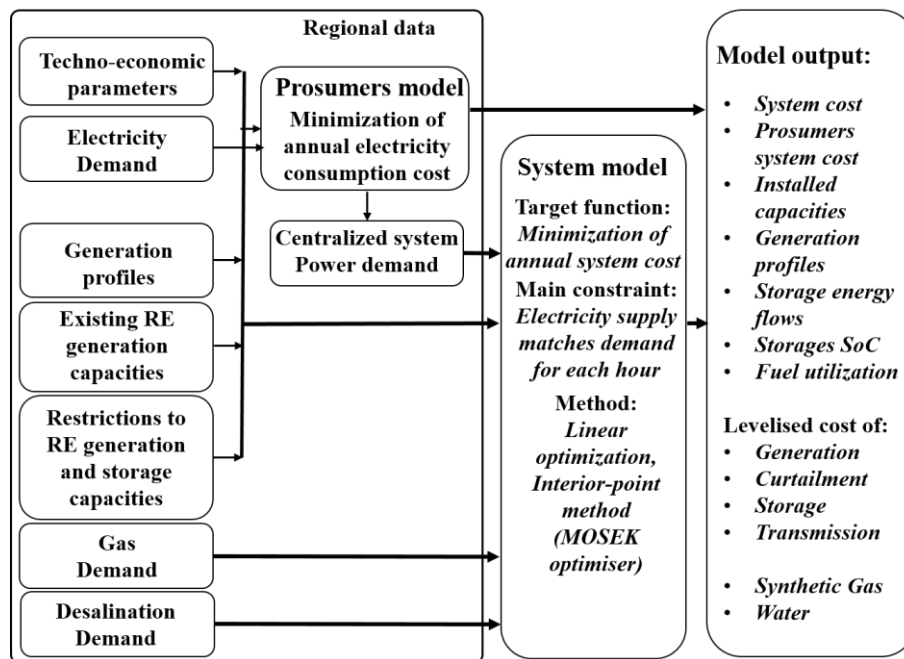 Regional data
Techno-economic
parameters
Electricity
Demand
Generation
profiles
Existing RE
generation
capacities
Restrictions to
RE generation
and storage
capacities
Gas
Demand
Desalination
Demand
Prosumers model
Minimization of
annual electricity
consumption cost
Centralized system
Power demand
System model
Target function:
Minimization of
annual system cost
Main constraint:
Electricity supply
matches demand
for each hour
Method:
Linear
optimization,
Interior-point
method
(MOSEK
optimiser)
Model output:
• System cost
• Prosumers
system cost
• Installed
capacities
• Generation
profiles
• Storage energy
flows
• Storages SoC
• Fuel utilization
Levelised cost of:
• Generation
• Curtailment
• Storage
• Transmission
• Synthetic Gas
• Water